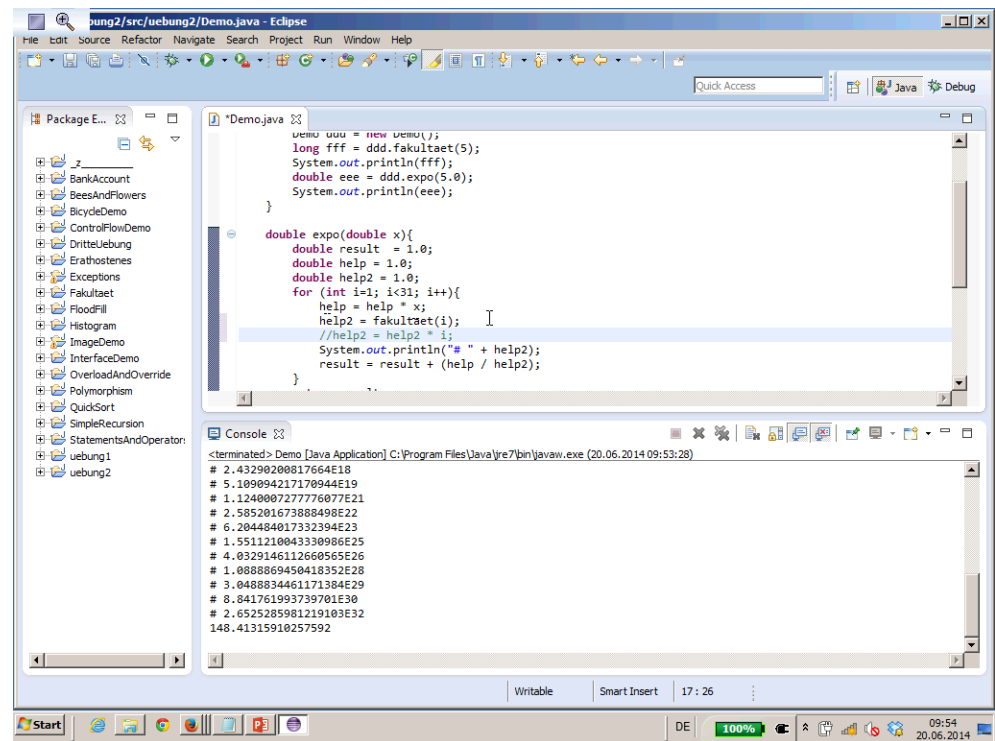 bung2/src/uebung2/Demo.java - Eclipse
File Edit Source Refactor Navigate Search Project Run Window Help
Quick Access
Java
Debug
Package E...
_z_________
BankAccount
BeesAndFlowers
BicycleDemo
ControlFlowDemo
DritteUebung
Erathostenes
Exceptions
Fakultaet
FloodFill
Histogram
ImageDemo
InterfaceDemo
OverloadAndOverride
Polymorphism
QuickSort
SimpleRecursion
StatementsAndOperator
uebung1
uebung2
*Demo.java
Demo ddd = new Demo();
long fff = ddd.fakultaet(5);
System.out.println(fff);
double eee = ddd.expo(5.0);
System.out.println(eee);
}
double expo(double x){
double result  = 1.0;
double help = 1.0;
double help2 = 1.0;
for (int i=1; i<31; i++){
help = help * x;
help2 = fakultaet(i);
//help2 = help2 * i;
System.out.println("# " + help2);
result = result + (help / help2);
}
Console
<terminated> Demo [Java Application] C:\Program Files\Java\jre7\bin\javaw.exe (20.06.2014 09:53:28)
# 2.43290200817664E18
# 5.109094217170944E19
# 1.1240007277776077E21
# 2.585201673888498E22
# 6.204484017332394E23
# 1.5511210043330986E25
# 4.0329146112660565E26
# 1.0888869450418352E28
# 3.0488834461171384E29
# 8.841761993739701E30
# 2.6525285981219103E32
148.41315910257592
Writable
Smart Insert
17 : 26
Start
DE
100%
09:54
20.06.2014